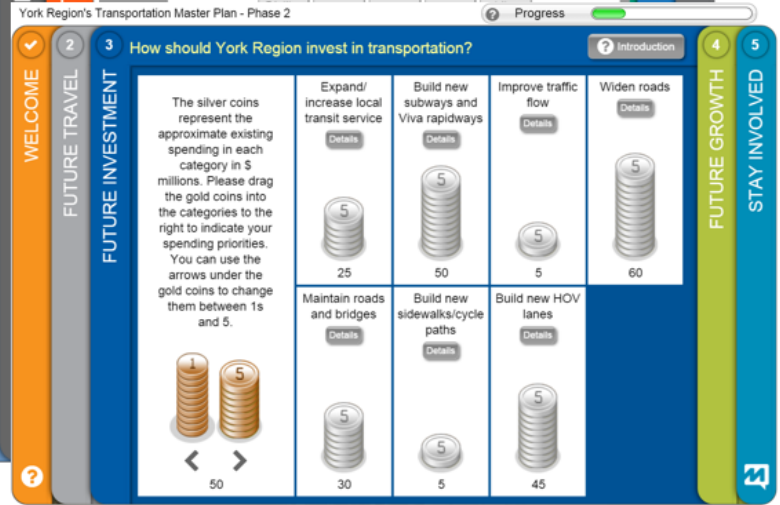 York Region's Transportation Master Plan - Phase 2
? Progress
✓
WELCOME
?
2
FUTURE TRAVEL
3
FUTURE INVESTMENT
How should York Region invest in transportation?
? Introduction
The silver coins
represent the
approximate existing
spending in each
category in $
millions. Please drag
the gold coins into
the categories to the
right to indicate your
spending priorities.
You can use the
arrows under the
gold coins to change
them between 1s
and 5.
1
5
< >
50
Expand/
increase local
transit service
Details
5
25
Build new
subways and
Viva rapidways
Details
5
50
Improve traffic
flow
Details
5
5
Widen roads
Details
5
60
Maintain roads
and bridges
Details
5
30
Build new
sidewalks/cycle
paths
Details
5
5
Build new HOV
lanes
Details
5
45
4
FUTURE GROWTH
5
STAY INVOLVED